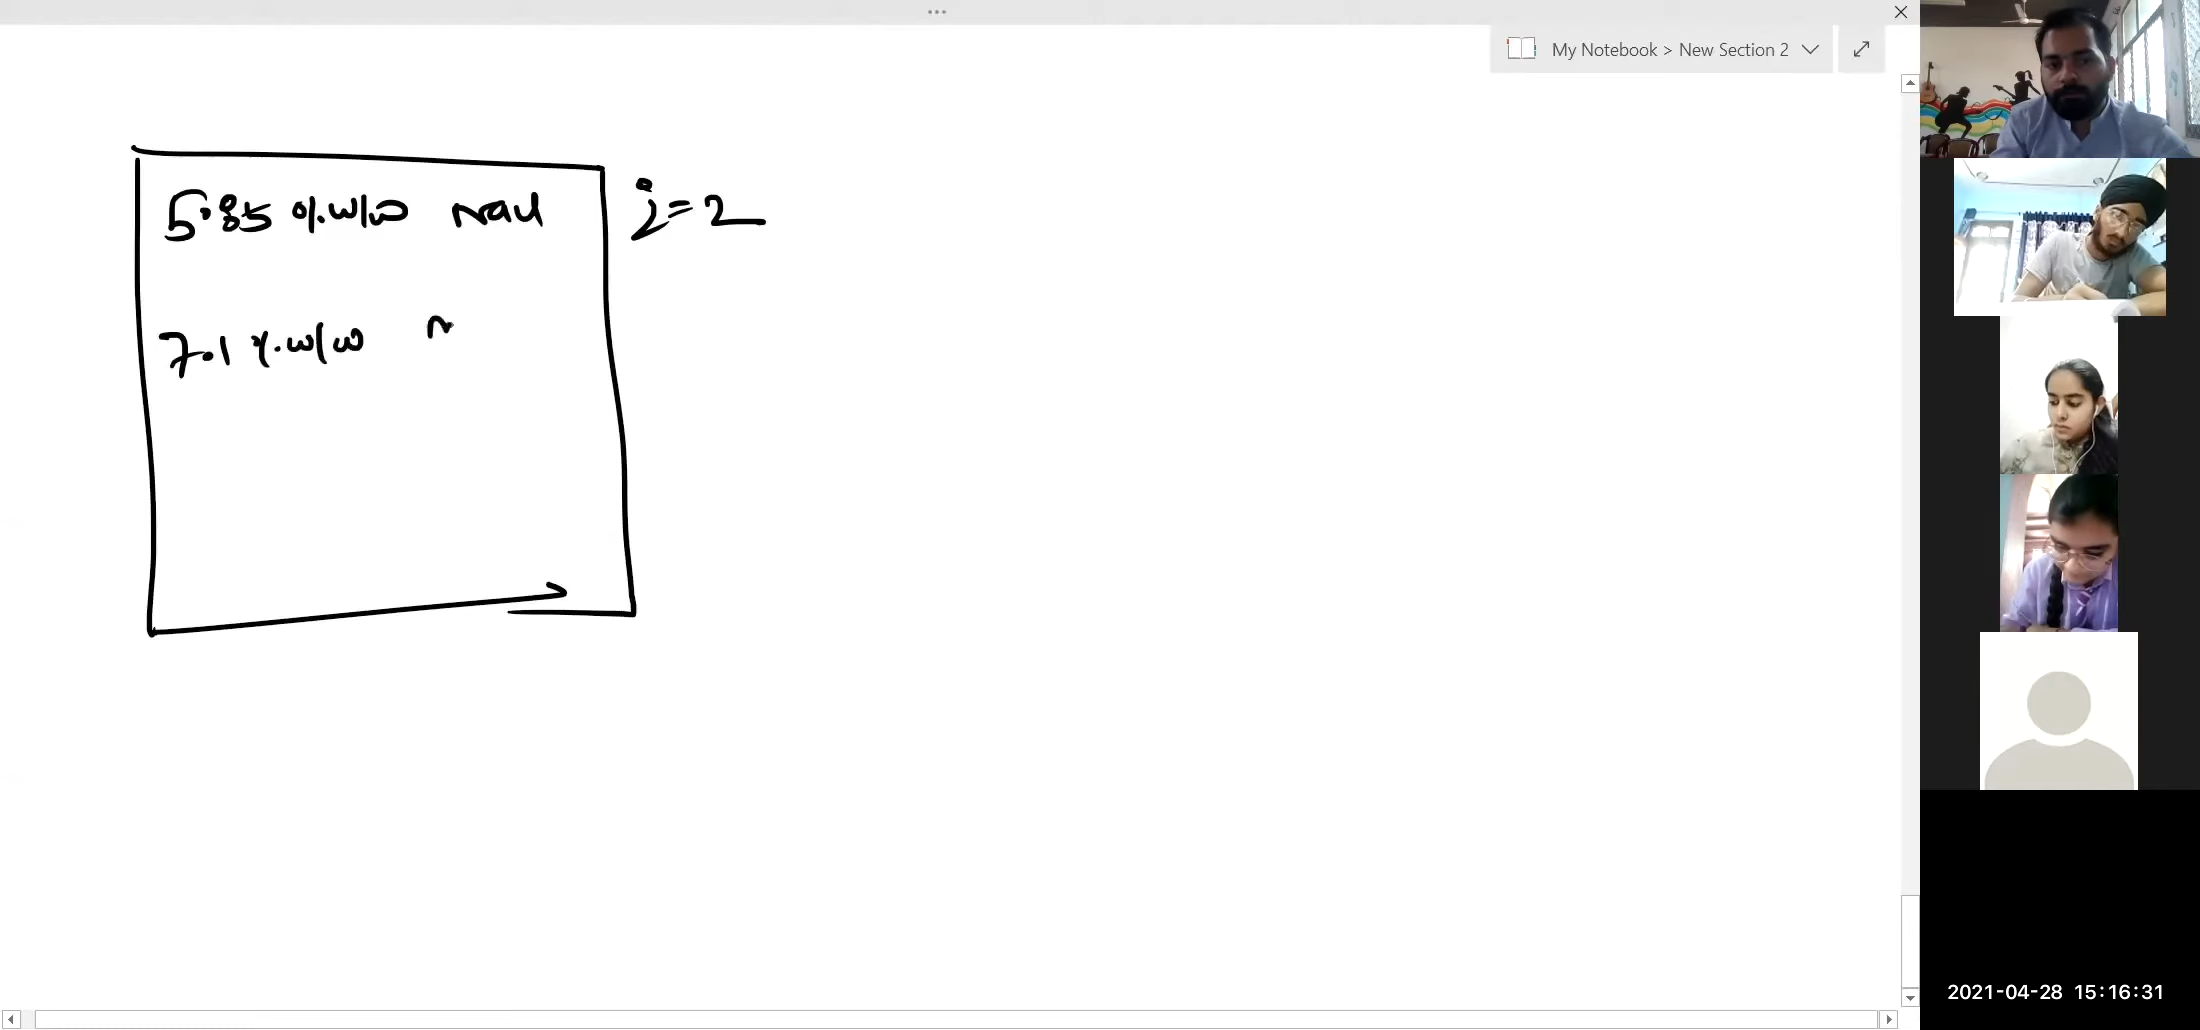 My Notebook > New Section 2
5.85 %.w/w NaCl i=2
7.1 %.w/w N
2021-04-28 15:16:31